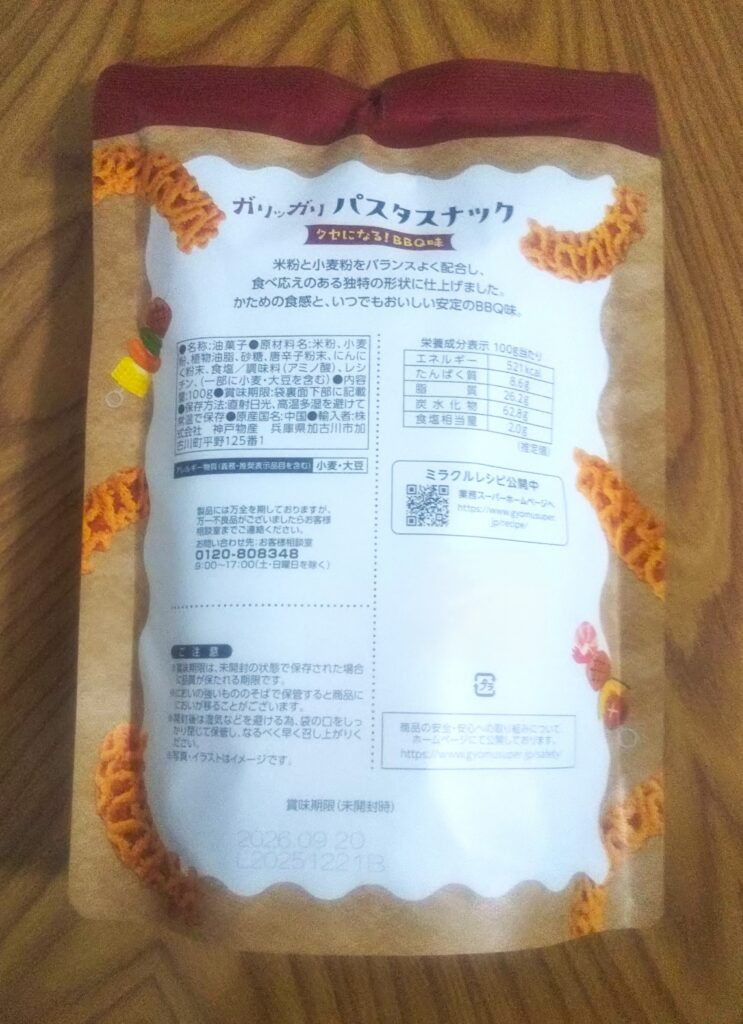 ガリッガリ パスタスナック
クセになる!BBQ味
米粉と小麦粉をバランスよく配合し、
食べ応えのある独特の形状に仕上げました。
かための食感と、いつでもおいしい安定のBBQ味。
●名称:油菓子●原材料名:米粉、小麦
粉、植物油脂、砂糖、唐辛子粉末、にんに
く粉末、食塩/調味料(アミノ酸)、レシ
チン、(一部に小麦・大豆を含む)●内容
量:100g●賞味期限:袋裏面下部に記載
●保存方法:直射日光、高温多湿を避けて
常温で保存●原産国名:中国●輸入者:株
式会社 神戸物産 兵庫県加古川市加
古川町平野125番1
アレルギー物質(義務・推奨表示品目を含む) 小麦・大豆
製品には万全を期しておりますが、
万一不良品がございましたらお客様
相談室までご連絡ください。
お問い合わせ先:お客様相談室
0120-808348
9:00～17:00(土・日曜日を除く)
ご注意
※賞味期限は、未開封の状態で保存された場合
に品質が保たれる期限です。
※においの強いもののそばで保管すると商品に
においが移ることがございます。
※開封後は湿気などを避ける為、袋の口をしっ
かり閉じて保管し、なるべく早く召し上がりく
ださい。
※写真・イラストはイメージです。
栄養成分表示 100g当たり
エネルギー 521kcal
たんぱく質 8.6g
脂質 26.2g
炭水化物 62.8g
食塩相当量 2.0g
(推定値)
ミラクルレシピ公開中
業務スーパーホームページへ
https://www.gyomusuper.
jp/recipe/
プラ
商品の安全・安心への取り組みについて、
ホームページにて公開しております。
https://www.gyomusuper.jp/safety/
賞味期限(未開封時)
2026.09.20
L20251221B